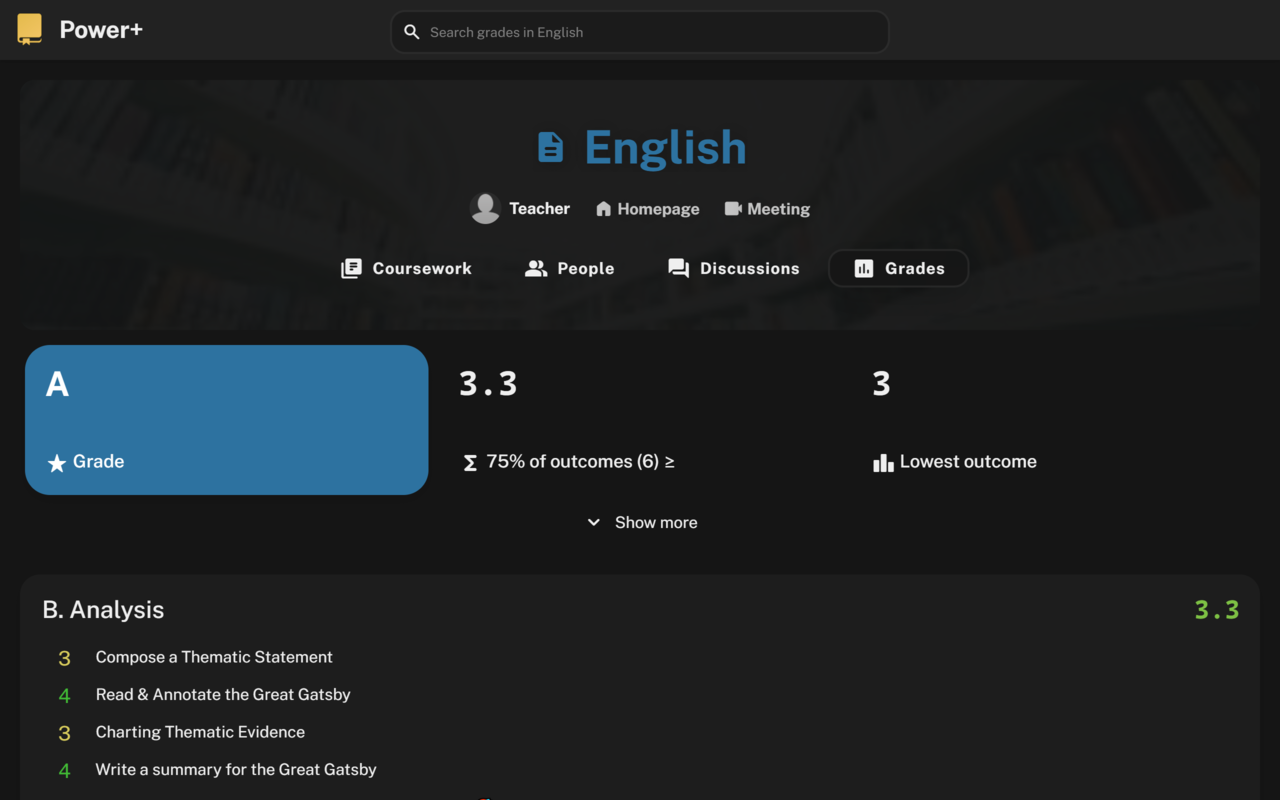 Power+
Search grades in English
English
Teacher Homepage Meeting
Coursework People Discussions Grades
A
Grade
3.3
75% of outcomes (6) ≥
3
Lowest outcome
Show more
B. Analysis 3.3
3 Compose a Thematic Statement
4 Read & Annotate the Great Gatsby
3 Charting Thematic Evidence
4 Write a summary for the Great Gatsby